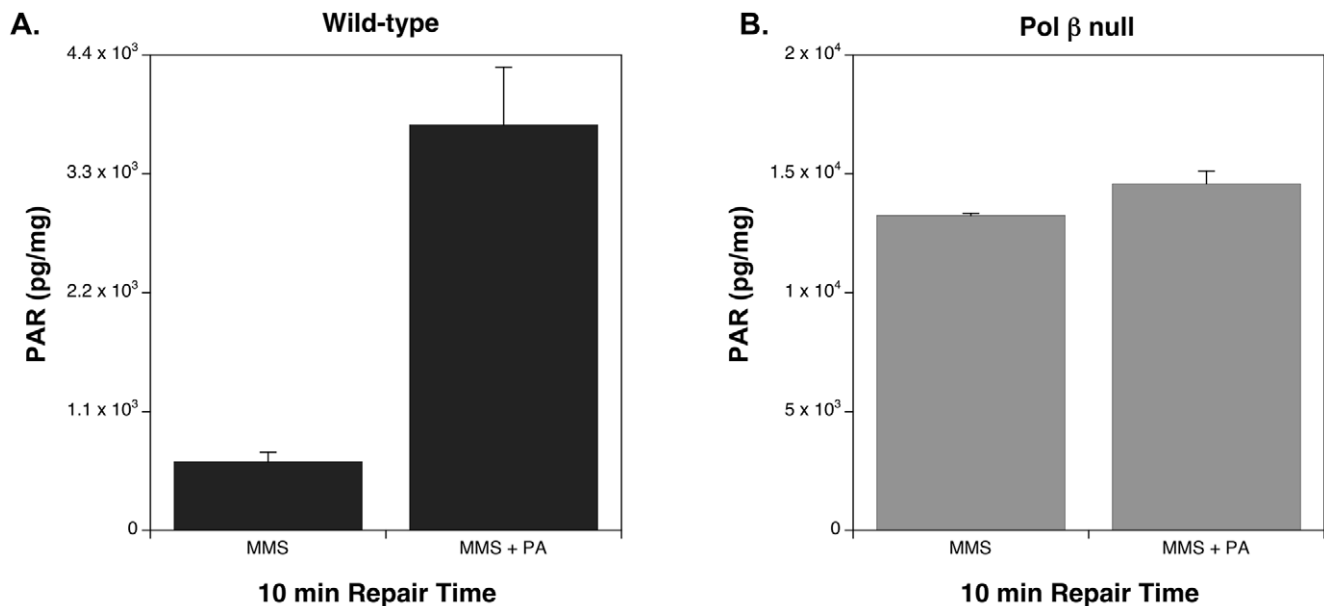 A.
Wild-type
4.4 x 10³
3.3 x 10³
2.2 x 10³
1.1 x 10³
0
PAR (pg/mg)
MMS
MMS + PA
10 min Repair Time
B.
Pol β null
2 x 10⁴
1.5 x 10⁴
1 x 10⁴
5 x 10³
0
PAR (pg/mg)
MMS
MMS + PA
10 min Repair Time